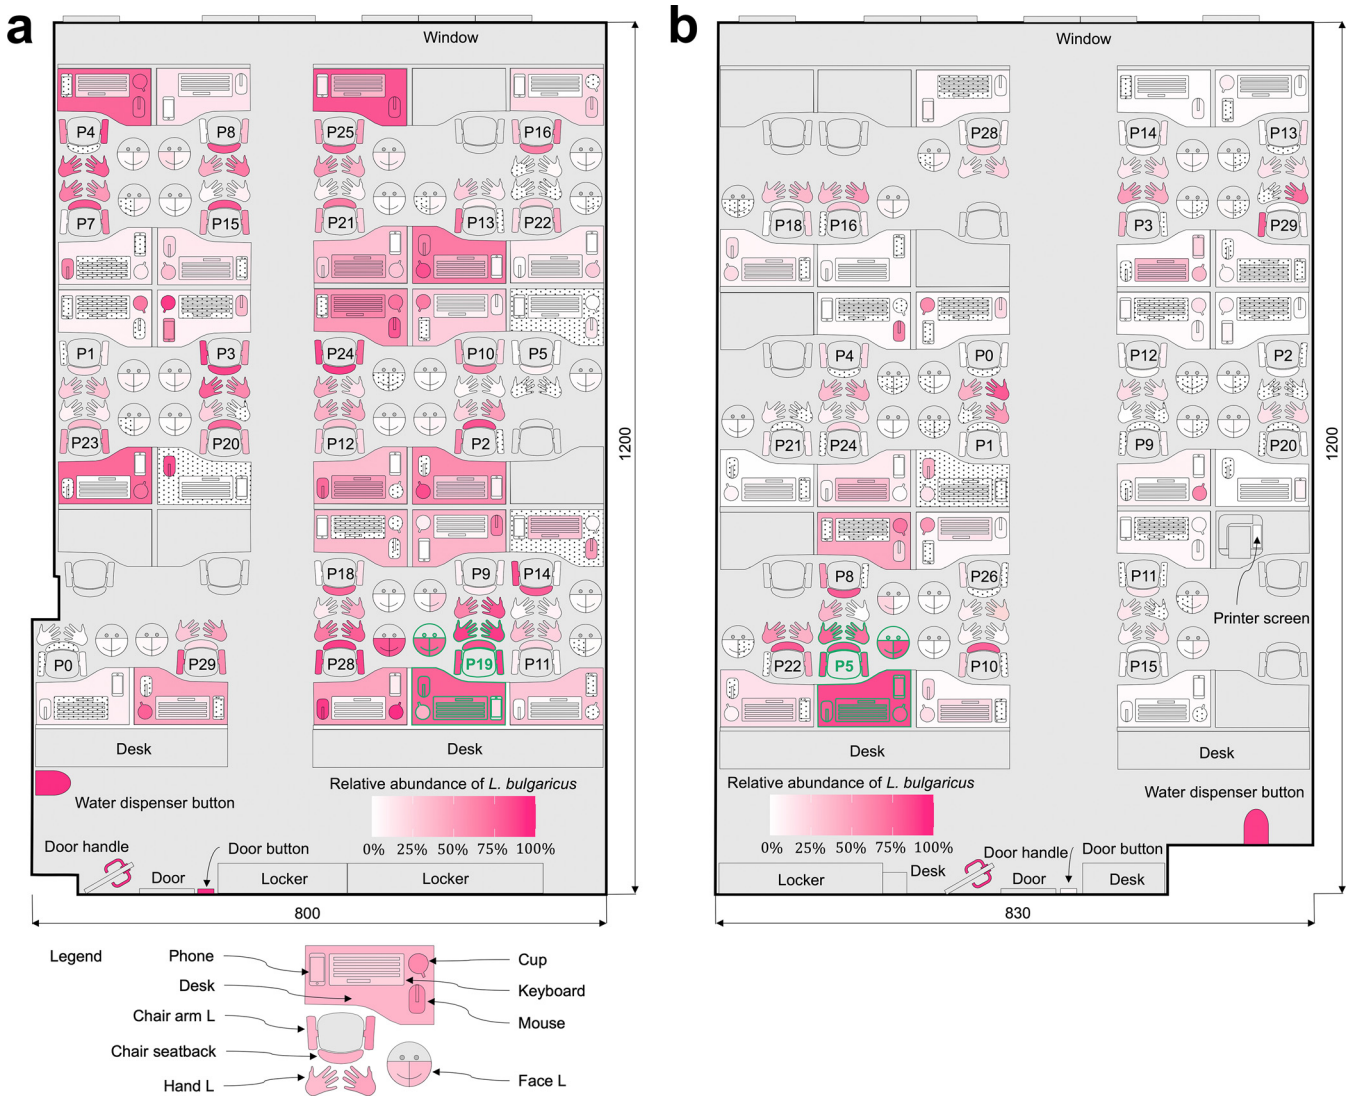 a
Window
P4
P8
P25
P16
P7
P15
P21
P13
P22
P1
P3
P24
P10
P5
P23
P20
P12
P2
P18
P9
P14
P0
P29
P28
P19
P11
Desk
Desk
Water dispenser button
Relative abundance of L. bulgaricus
0% 25% 50% 75% 100%
Door handle
Door button
Door
Locker
Locker
800
1200
b
Window
P28
P14
P13
P18
P16
P3
P29
P4
P0
P12
P2
P21
P24
P1
P9
P20
P8
P26
P11
Printer screen
P22
P5
P10
P15
Desk
Desk
Relative abundance of L. bulgaricus
0% 25% 50% 75% 100%
Water dispenser button
Locker
Desk
Door handle
Door
Door button
Desk
830
1200
Legend
Phone
Desk
Chair arm L
Chair seatback
Hand L
Cup
Keyboard
Mouse
Face L